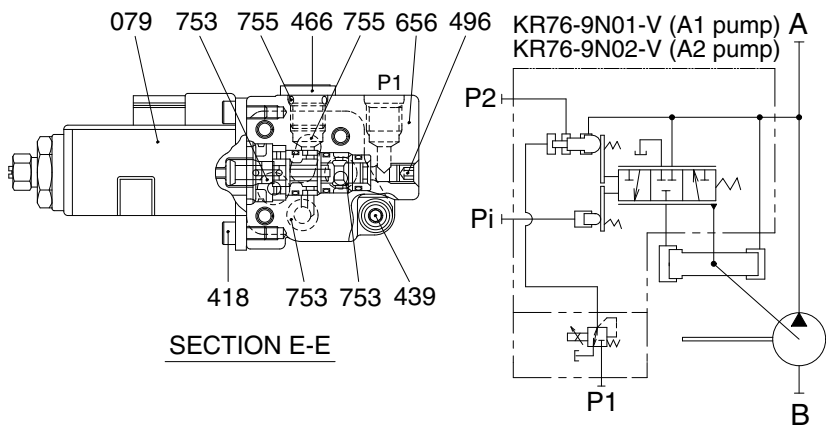 079 753 755 466 755 656 496
P1
418 753 753 439
SECTION E-E
KR76-9N01-V (A1 pump) A
KR76-9N02-V (A2 pump)
P2
Pi
P1
B